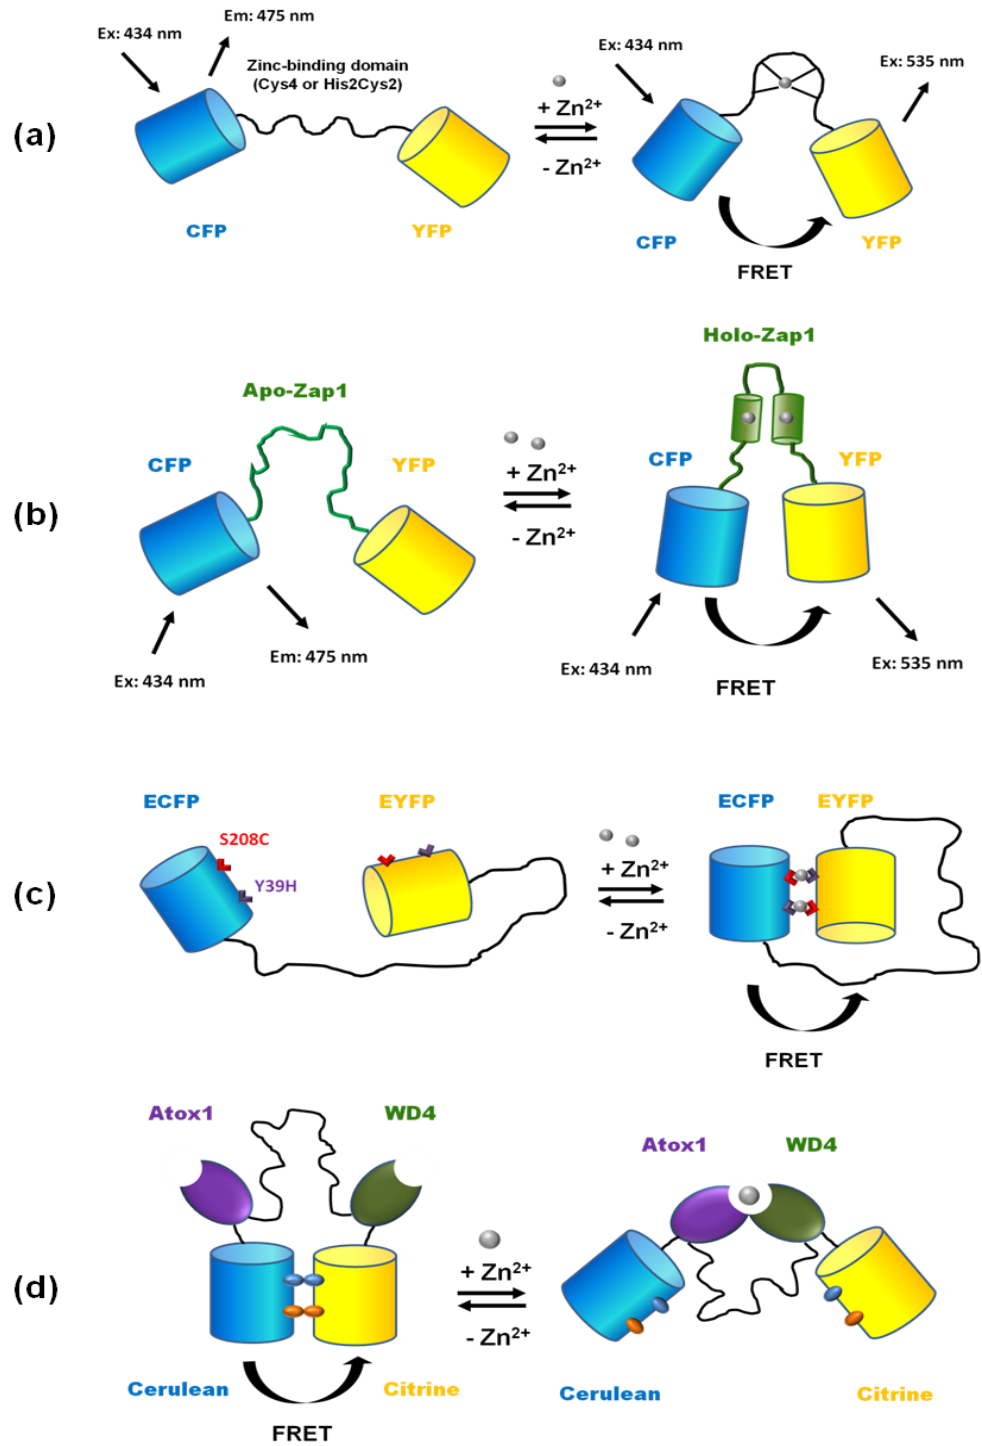 (a)
Ex: 434 nm
Em: 475 nm
Zinc-binding domain
(Cys4 or His2Cys2)
CFP
YFP
+ Zn²⁺
- Zn²⁺
Ex: 434 nm
Ex: 535 nm
CFP
YFP
FRET
(b)
Apo-Zap1
CFP
YFP
Ex: 434 nm
Em: 475 nm
+ Zn²⁺
- Zn²⁺
Holo-Zap1
CFP
YFP
Ex: 434 nm
Ex: 535 nm
FRET
(c)
ECFP
EYFP
S208C
Y39H
+ Zn²⁺
- Zn²⁺
ECFP
EYFP
FRET
(d)
Atox1
WD4
Cerulean
Citrine
FRET
+ Zn²⁺
- Zn²⁺
Atox1
WD4
Cerulean
Citrine